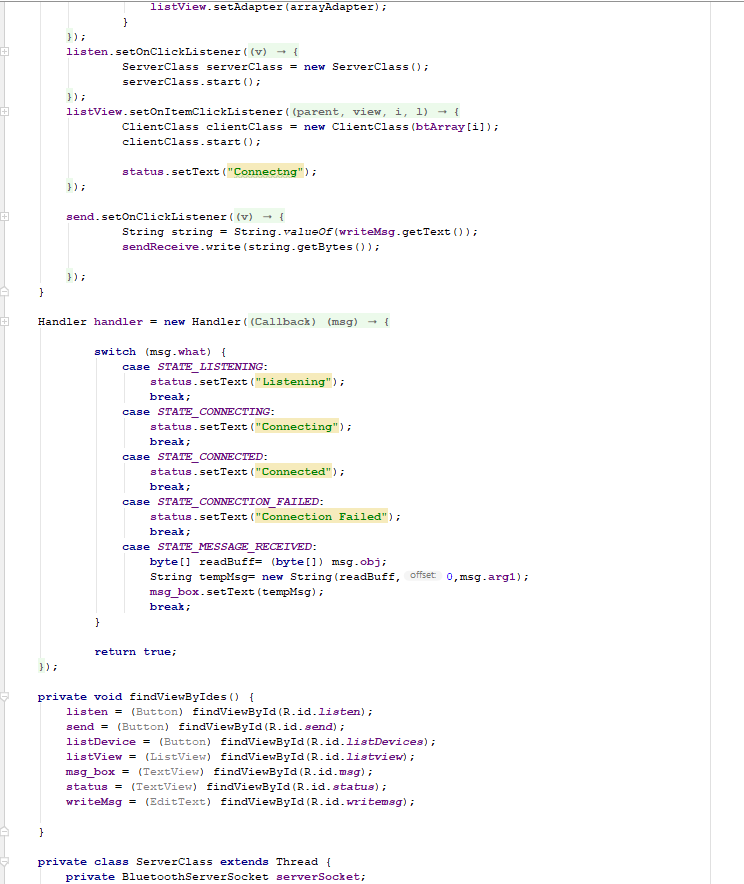 listView.setAdapter(arrayAdapter);
}
});
listen.setOnClickListener((v) → {
ServerClass serverClass = new ServerClass();
serverClass.start();
});
listView.setOnItemClickListener((parent, view, i, l) → {
ClientClass clientClass = new ClientClass(btArray[i]);
clientClass.start();
status.setText("Connectng");
});
send.setOnClickListener((v) → {
String string = String.valueOf(writeMsg.getText());
sendReceive.write(string.getBytes());
});
}
Handler handler = new Handler((Callback) (msg) → {
switch (msg.what) {
case STATE_LISTENING:
status.setText("Listening");
break;
case STATE_CONNECTING:
status.setText("Connecting");
break;
case STATE_CONNECTED:
status.setText("Connected");
break;
case STATE_CONNECTION_FAILED:
status.setText("Connection Failed");
break;
case STATE_MESSAGE_RECEIVED:
byte[] readBuff= (byte[]) msg.obj;
String tempMsg= new String(readBuff, offset: 0,msg.arg1);
msg_box.setText(tempMsg);
break;
}
return true;
});
private void findViewByIdes() {
listen = (Button) findViewById(R.id.listen);
send = (Button) findViewById(R.id.send);
listDevice = (Button) findViewById(R.id.listDevices);
listView = (ListView) findViewById(R.id.listview);
msg_box = (TextView) findViewById(R.id.msg);
status = (TextView) findViewById(R.id.status);
writeMsg = (EditText) findViewById(R.id.writemsg);
}
private class ServerClass extends Thread {
private BluetoothServerSocket serverSocket;